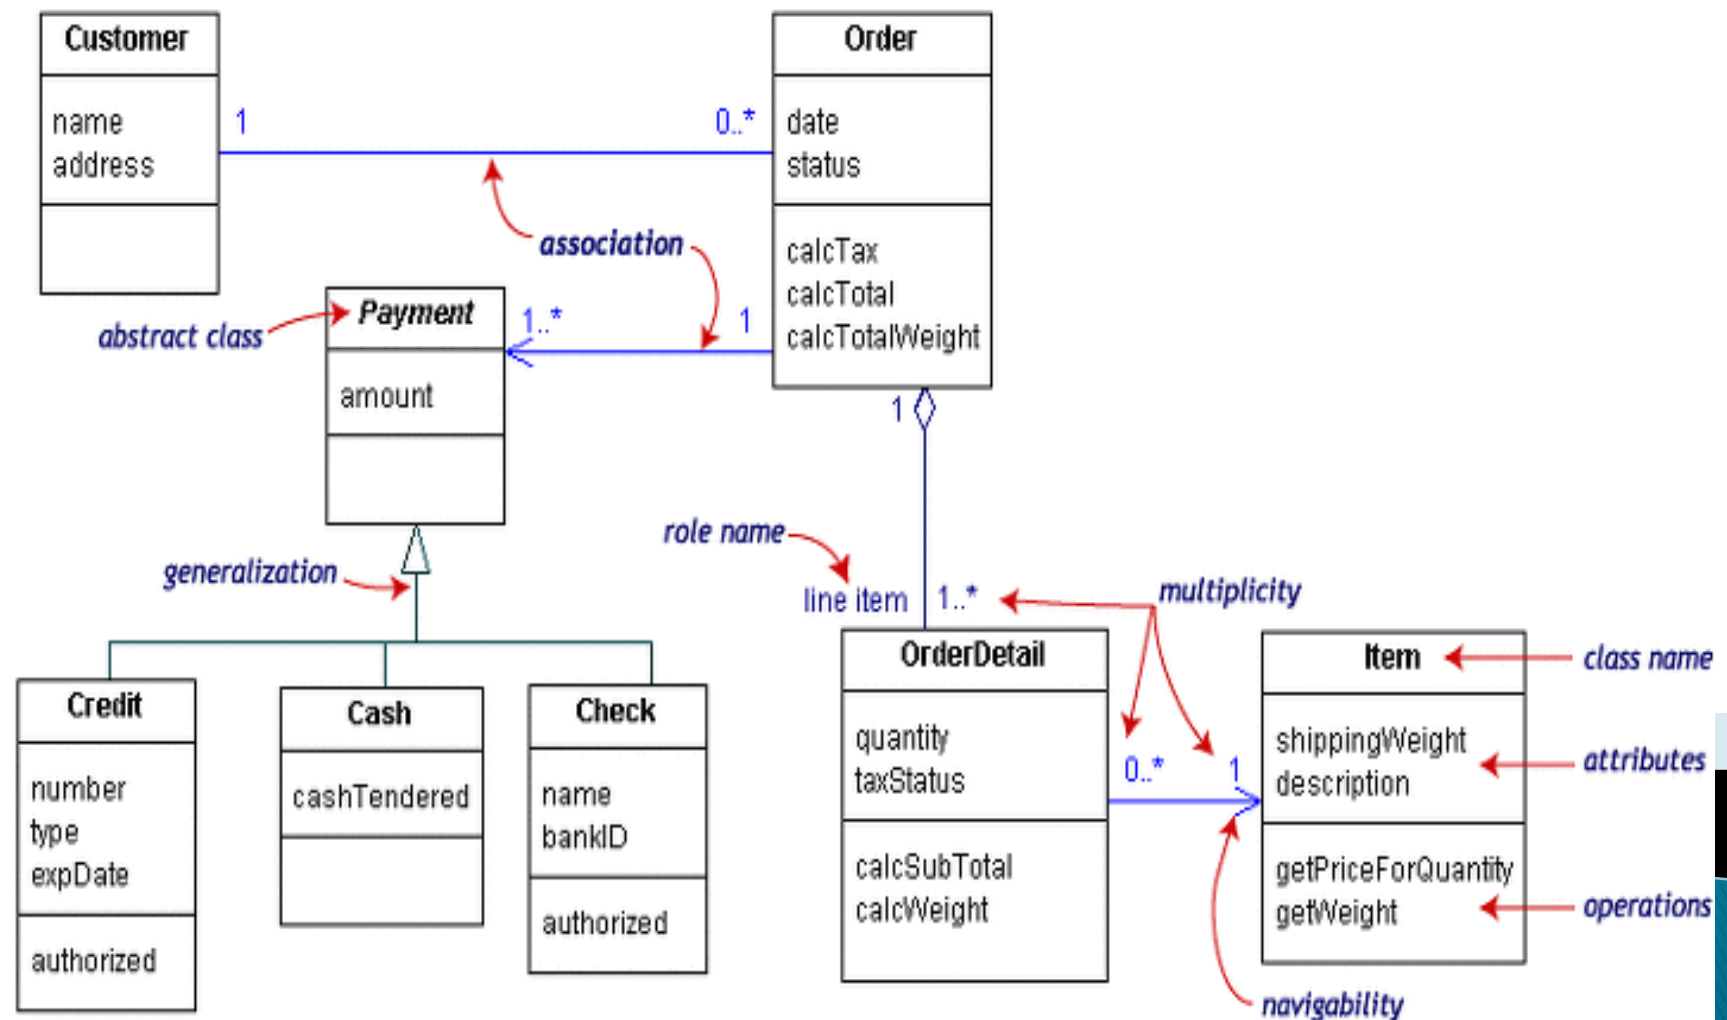 Customer
name
address
1
0..*
Order
date
status
calcTax
calcTotal
calcTotalWeight
association
abstract class
Payment
amount
1..*
1
1
generalization
role name
line item
1..*
multiplicity
Credit
number
type
expDate
authorized
Cash
cashTendered
Check
name
bankID
authorized
OrderDetail
quantity
taxStatus
calcSubTotal
calcWeight
0..*
1
Item
shippingWeight
description
getPriceForQuantity
getWeight
class name
attributes
operations
navigability